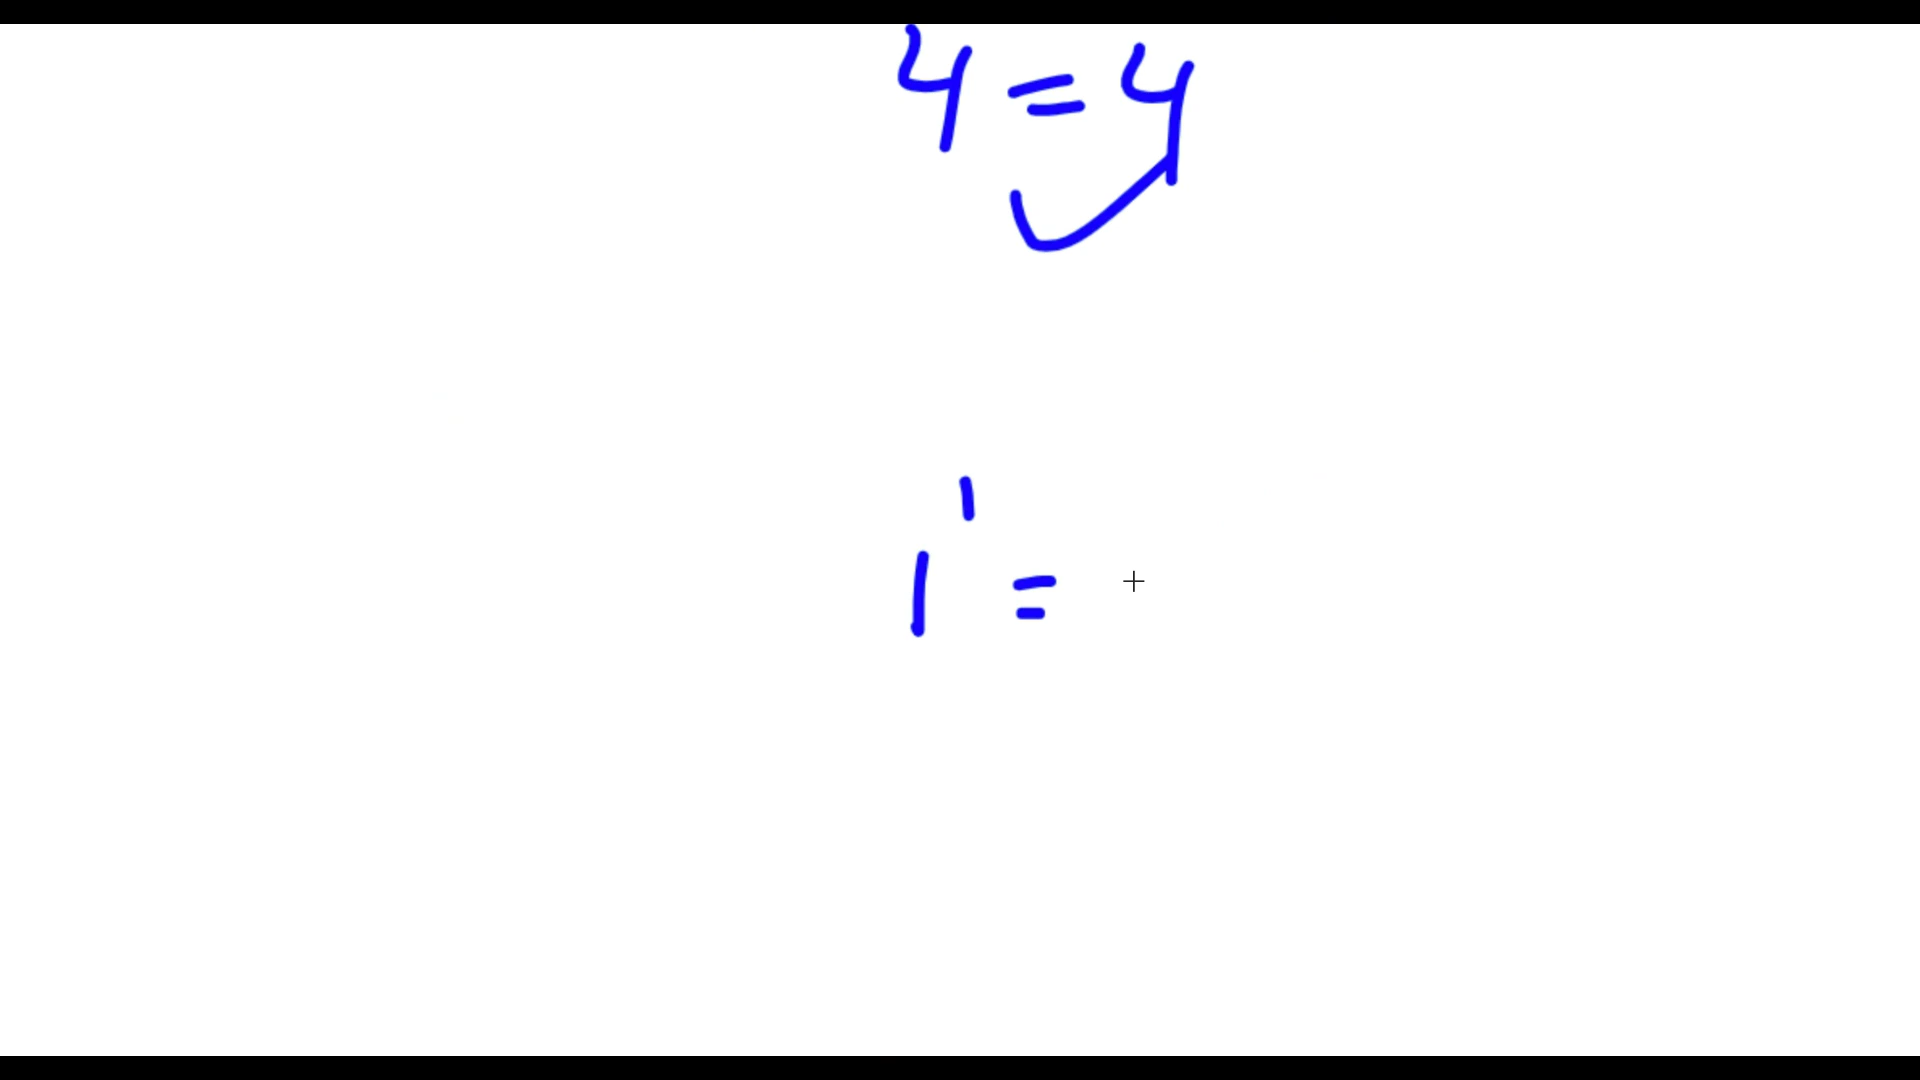 4 = 4
1¹ =